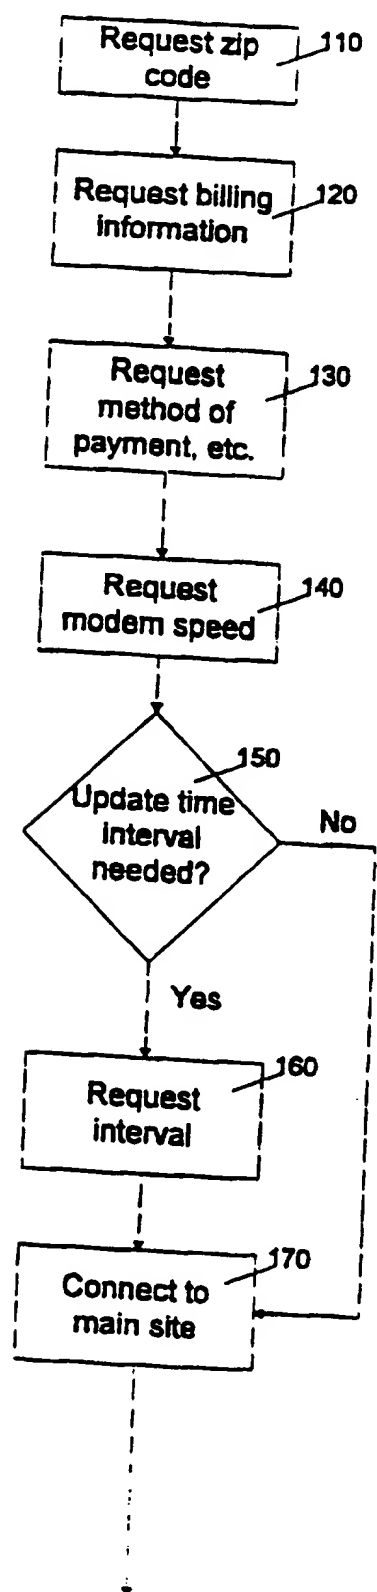 Request zip
code
110
Request billing
information
120
Request
method of
payment, etc.
130
Request
modem speed
140
150
Update time
interval
needed?
No
Yes
160
Request
interval
170
Connect to
main site